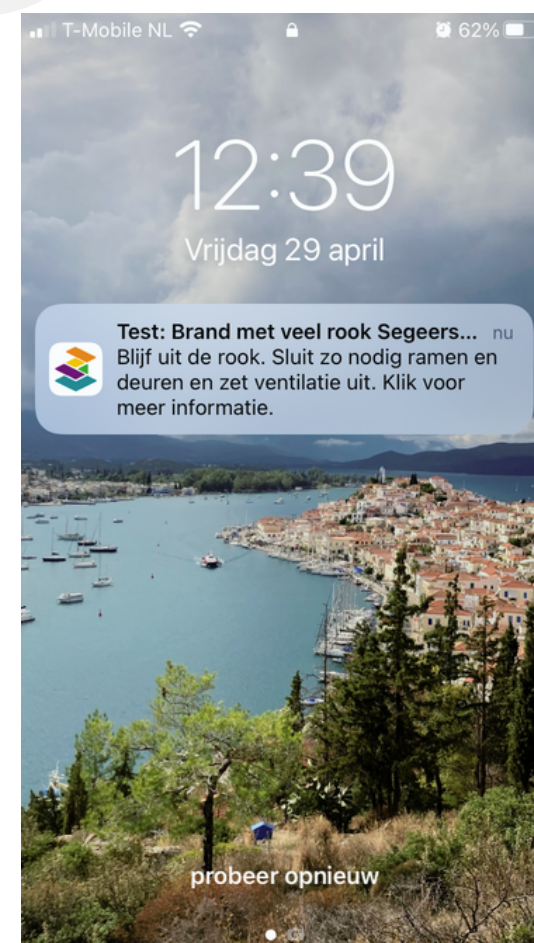 T-Mobile NL 62%
12:39
Vrijdag 29 april
Test: Brand met veel rook Segeers... nu
Blijf uit de rook. Sluit zo nodig ramen en
deuren en zet ventilatie uit. Klik voor
meer informatie.
probeer opnieuw